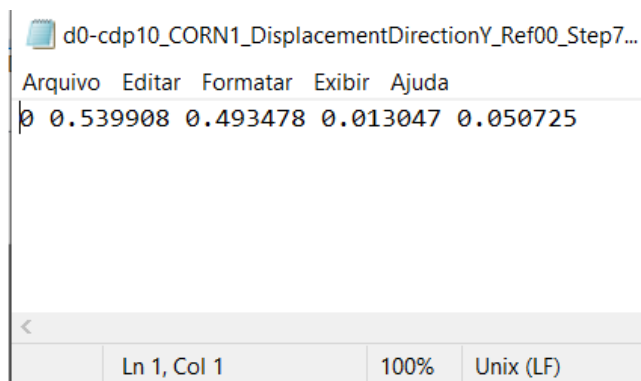 d0-cdp10_CORN1_DisplacementDirectionY_Ref00_Step7...
Arquivo Editar Formatar Exibir Ajuda
0 0.539908 0.493478 0.013047 0.050725
Ln 1, Col 1 100% Unix (LF)